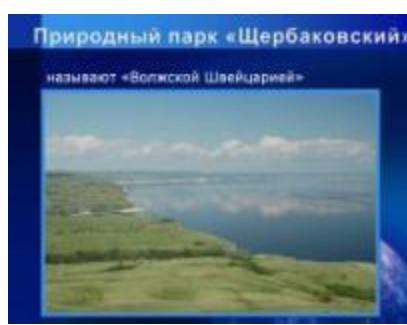 Природный парк «Щербаковский»
называют «Волжской Швейцарией»